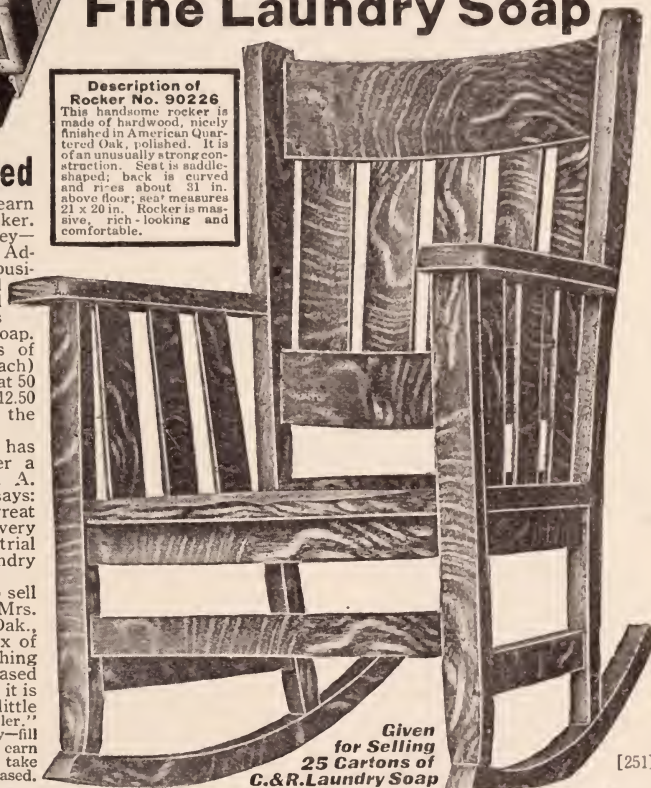 Fine Laundry Soap
Description of
Rocker No. 90226
This handsome rocker is
made of hardwood, nicely
finished in American Quar-
tered Oak, polished. It is
of an unusually strong con-
struction. Seat is saddle-
shaped; back is curved
and rises about 31 in.
above floor; seat measures
21 x 20 in. Rocker is mas-
sive, rich-looking and
comfortable.
ed
earn
ker.
ey—
Ad-
ousi-
oap.
s of
ach)
at 50
12.50
the
has
er a
A.
says:
reat
very
trial
ndry
sell
Mrs.
Oak.,
x of
hing
ased
it is
little
ler."
y—fill
earn
take
ased.
Given
for Selling
25 Cartons of
C.&R. Laundry Soap
[251]